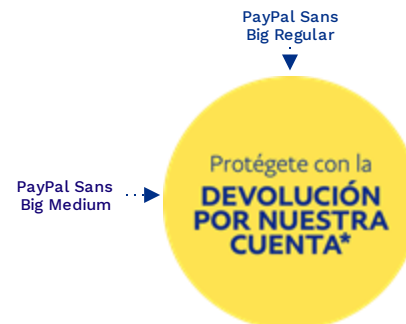 PayPal Sans
Big Regular
Protégete con la
PayPal Sans
Big Medium
DEVOLUCIÓN
POR NUESTRA
CUENTA*